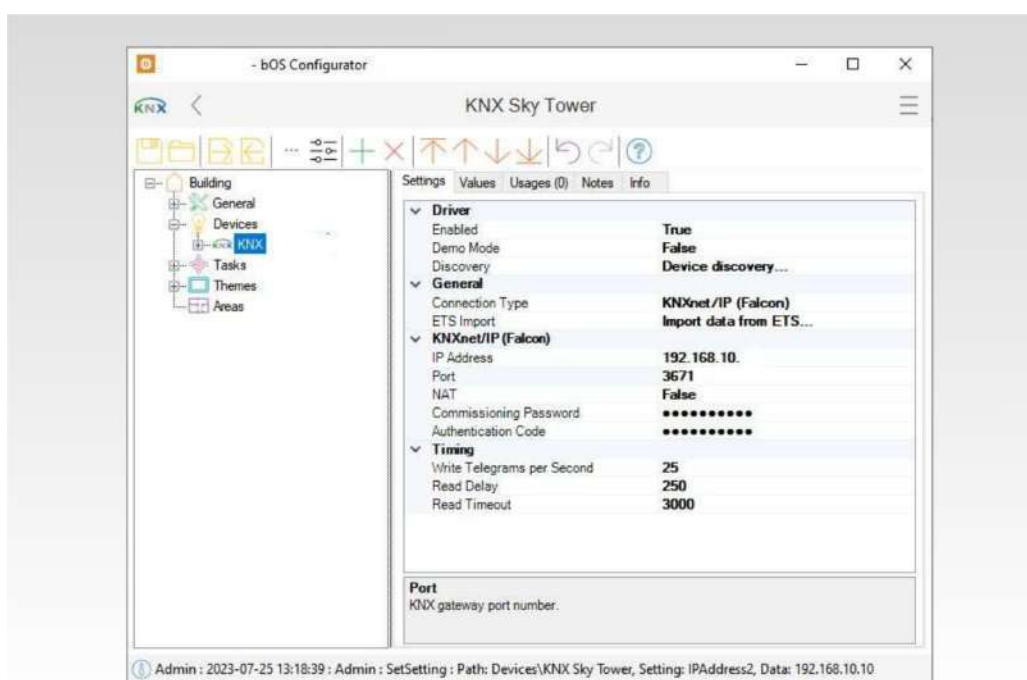 - bOS Configurator
KNX
KNX Sky Tower
Building
General
Devices
KNX
Tasks
Themes
Areas
Settings Values Usages (0) Notes Info
Driver
Enabled True
Demo Mode False
Discovery Device discovery...
General
Connection Type KNXnet/IP (Falcon)
ETS Import Import data from ETS...
KNXnet/IP (Falcon)
IP Address 192.168.10.
Port 3671
NAT False
Commissioning Password ●●●●●●●●●●
Authentication Code ●●●●●●●●●●
Timing
Write Telegrams per Second 25
Read Delay 250
Read Timeout 3000
Port
KNX gateway port number.
Admin : 2023-07-25 13:18:39 : Admin : SetSetting : Path: Devices\KNX Sky Tower, Setting: IPAddress2, Data: 192.168.10.10